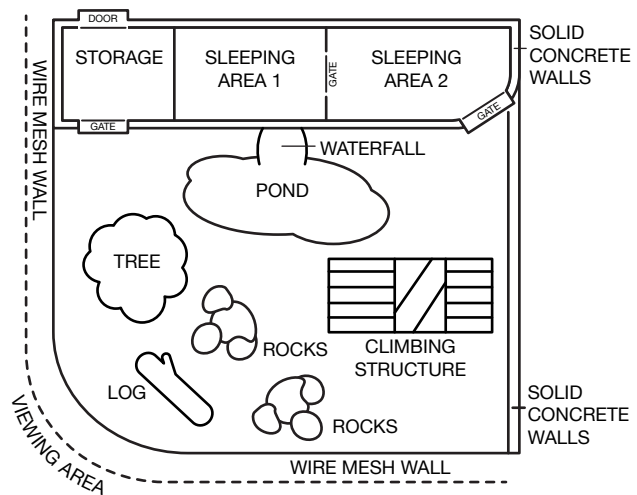 DOOR
STORAGE
SLEEPING
AREA 1
GATE
SLEEPING
AREA 2
SOLID
CONCRETE
WALLS
GATE
GATE
WIRE MESH WALL
WATERFALL
POND
TREE
ROCKS
CLIMBING
STRUCTURE
LOG
ROCKS
SOLID
CONCRETE
WALLS
VIEWING AREA
WIRE MESH WALL